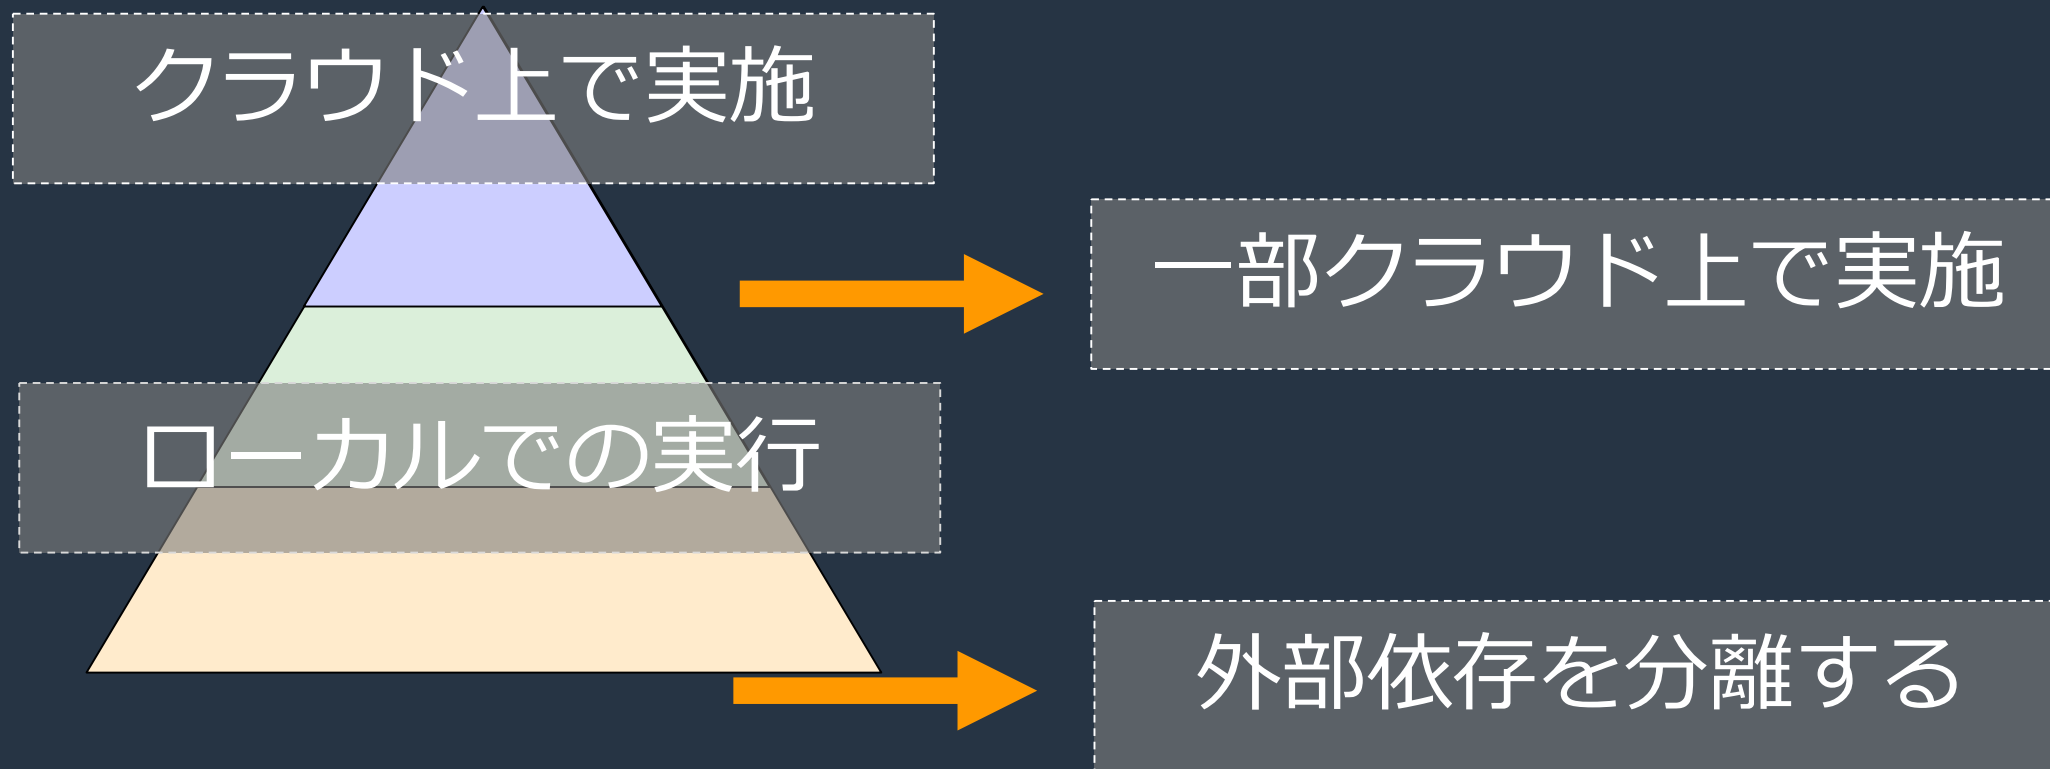 クラウド上で実施
一部クラウド上で実施
ローカルでの実行
外部依存を分離する